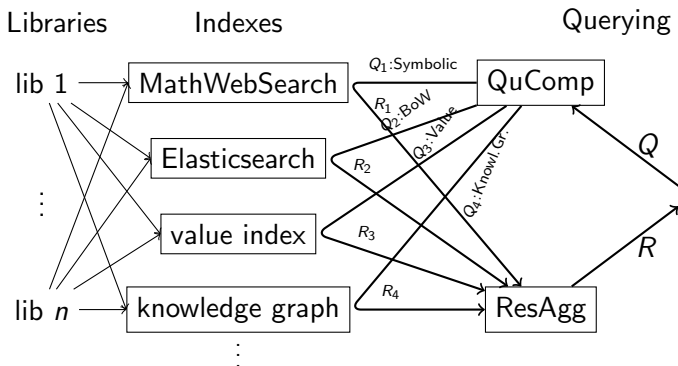 Libraries Indexes Querying
lib 1 MathWebSearch Q₁:Symbolic QuComp
R₁
Q₂:BoW
Q₃:Value
Elasticsearch R₂ Q
Q₄:Knowl.Gr.
⋮
value index R₃ R
lib n knowledge graph R₄ ResAgg
⋮